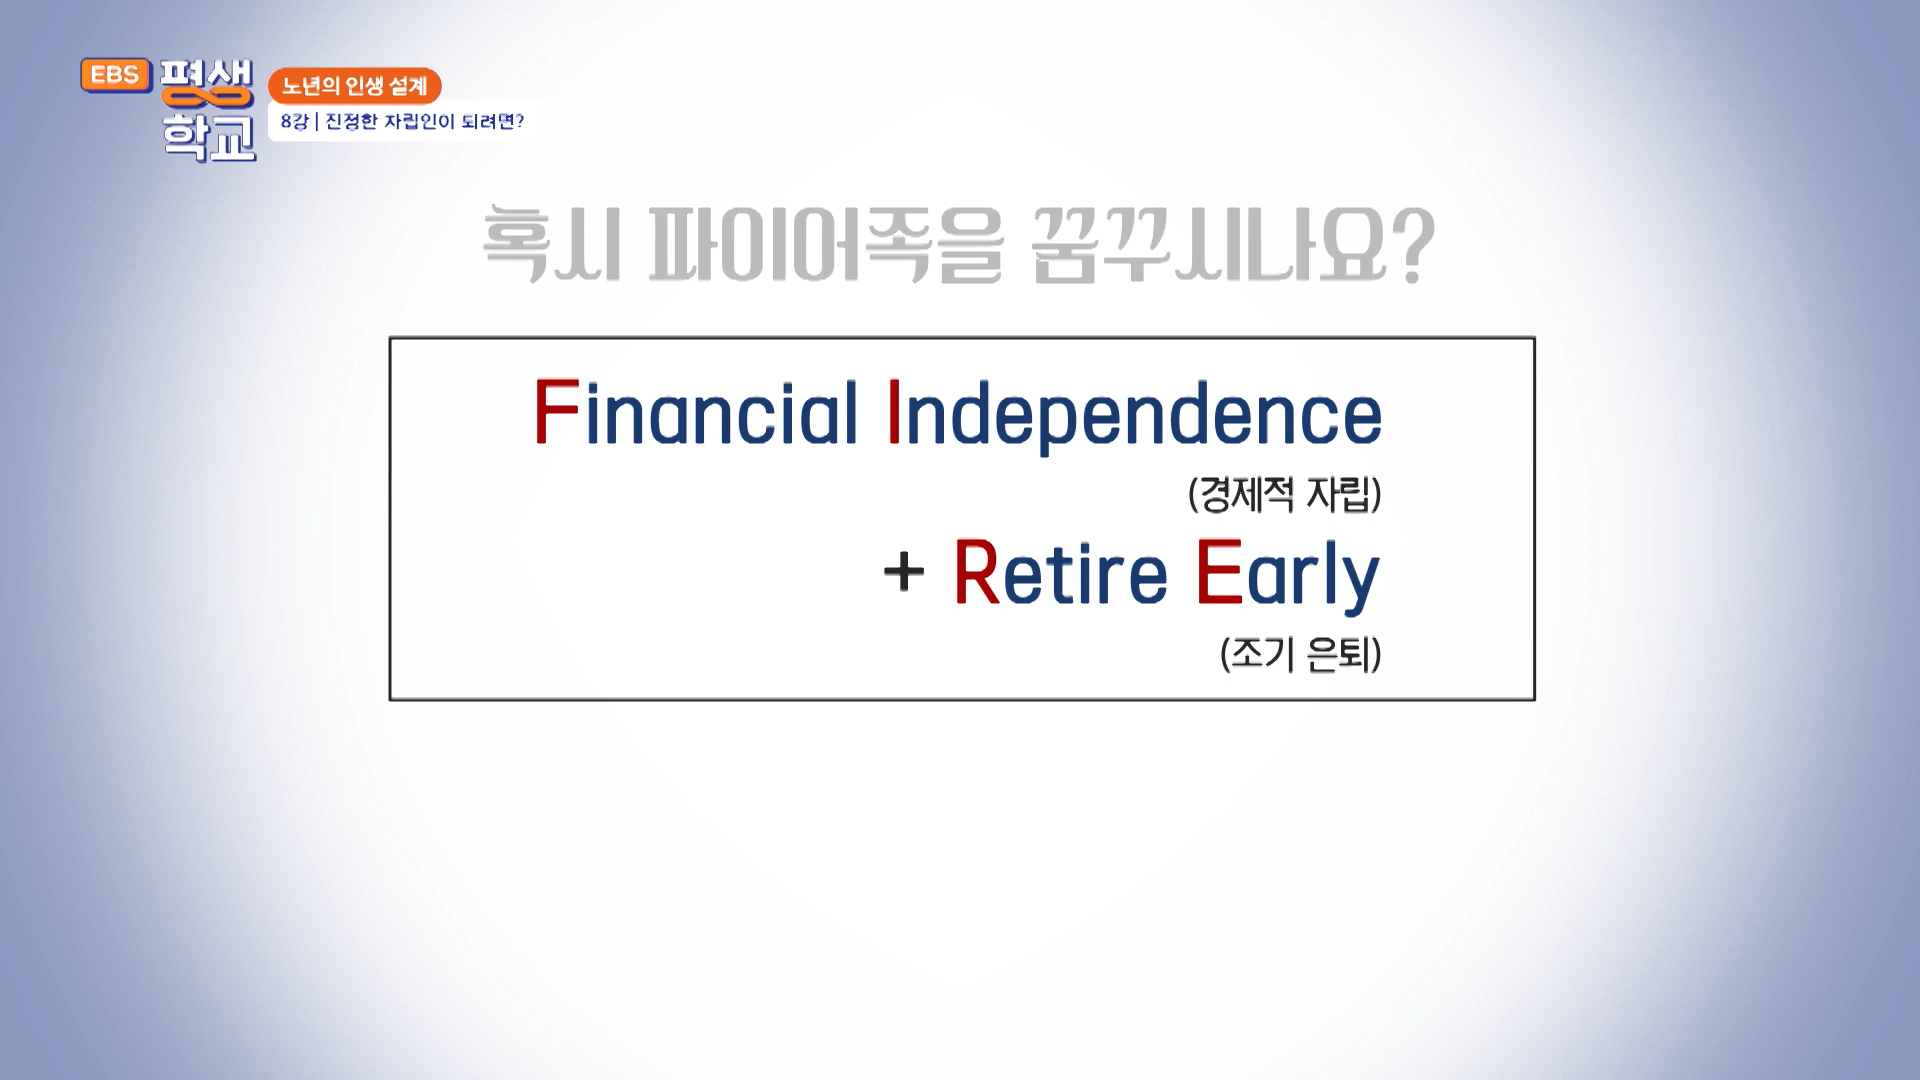 EBS 평생
학교
노년의 인생 설계
8강 | 진정한 자립인이 되려면?
혹시 파이어족을 꿈꾸시나요?
Financial Independence
(경제적 자립)
+ Retire Early
(조기 은퇴)